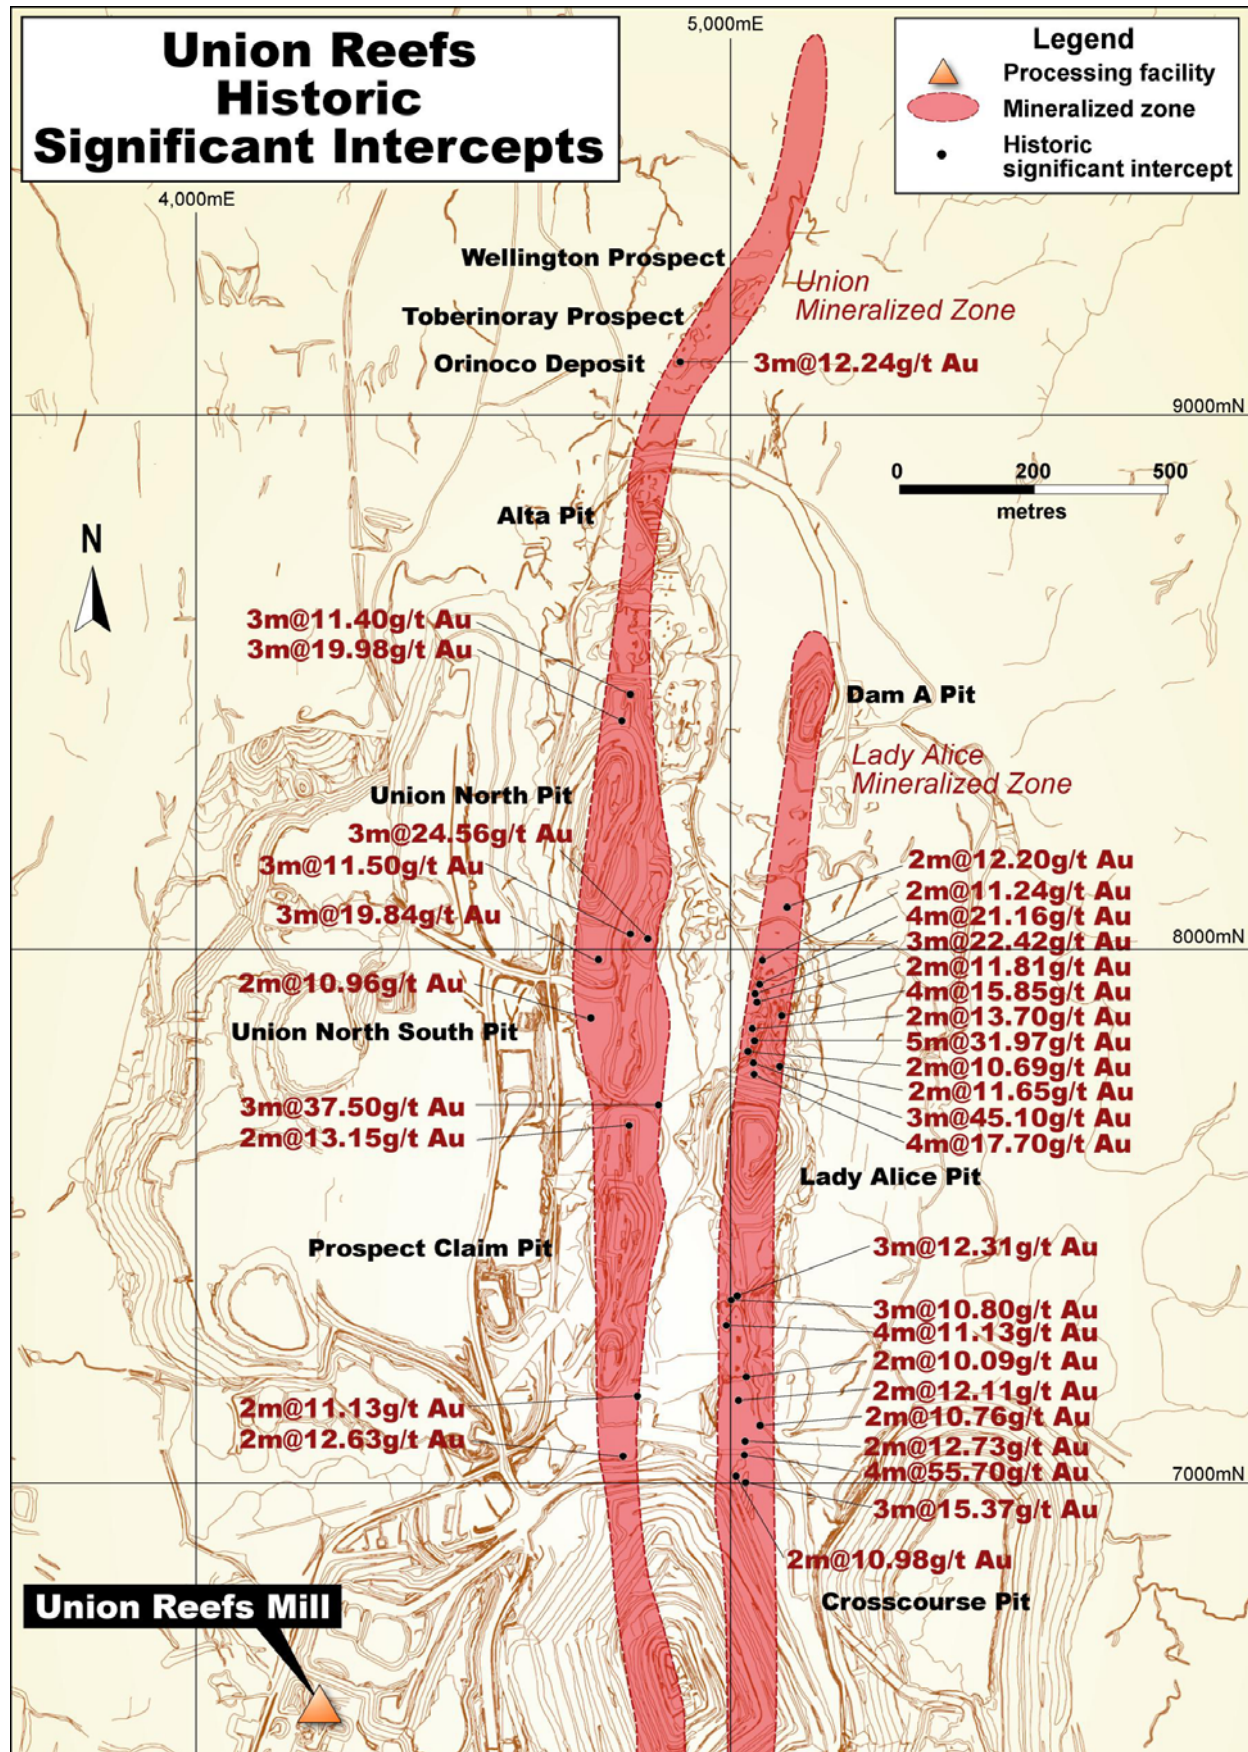 Union Reefs
Historic
Significant Intercepts
5,000mE
4,000mE
Legend
Processing facility
Mineralized zone
Historic
significant intercept
Wellington Prospect
Union
Mineralized Zone
Toberinoray Prospect
Orinoco Deposit
3m@12.24g/t Au
9000mN
0 200 500
metres
Alta Pit
N
3m@11.40g/t Au
3m@19.98g/t Au
Dam A Pit
Lady Alice
Mineralized Zone
Union North Pit
3m@24.56g/t Au
3m@11.50g/t Au
3m@19.84g/t Au
2m@10.96g/t Au
Union North South Pit
3m@37.50g/t Au
2m@13.15g/t Au
2m@12.20g/t Au
2m@11.24g/t Au
4m@21.16g/t Au
3m@22.42g/t Au
8000mN
2m@11.81g/t Au
4m@15.85g/t Au
2m@13.70g/t Au
5m@31.97g/t Au
2m@10.69g/t Au
2m@11.65g/t Au
3m@45.10g/t Au
4m@17.70g/t Au
Lady Alice Pit
Prospect Claim Pit
3m@12.31g/t Au
3m@10.80g/t Au
4m@11.13g/t Au
2m@10.09g/t Au
2m@12.11g/t Au
2m@10.76g/t Au
2m@12.73g/t Au
4m@55.70g/t Au
7000mN
3m@15.37g/t Au
2m@10.98g/t Au
2m@11.13g/t Au
2m@12.63g/t Au
Crosscourse Pit
Union Reefs Mill